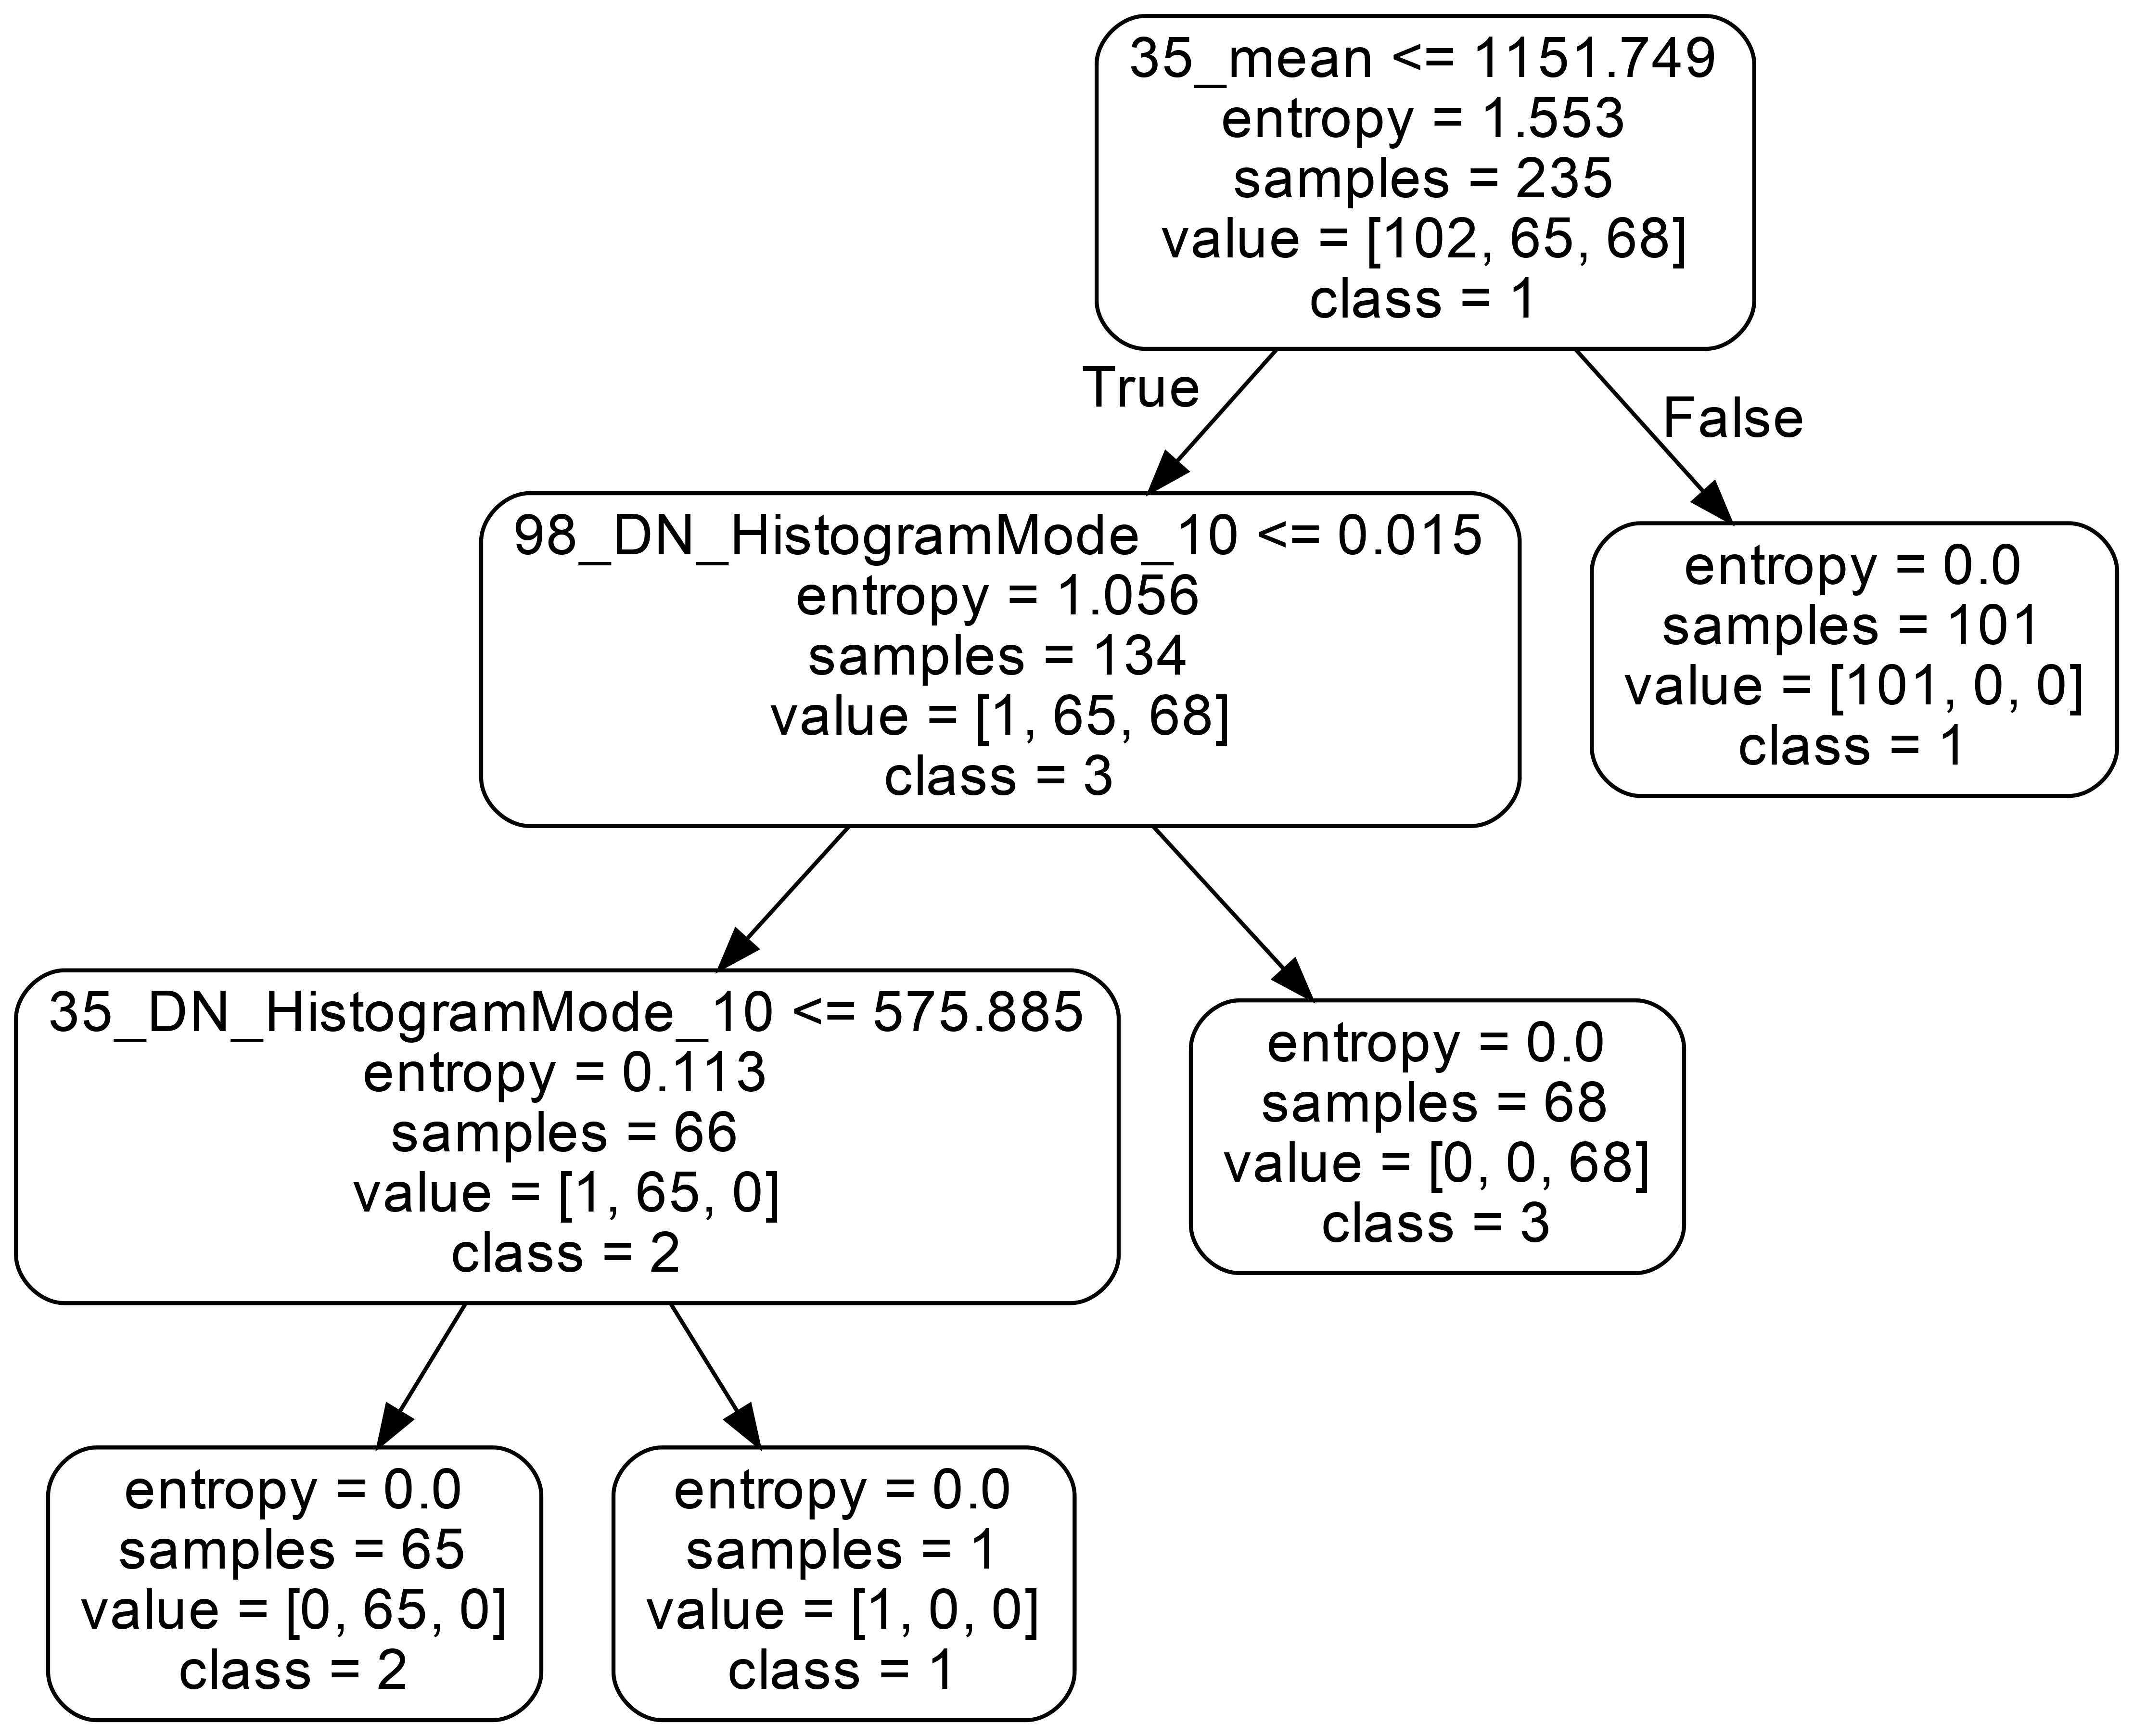 35_mean <= 1151.749
entropy = 1.553
samples = 235
value = [102, 65, 68]
class = 1
True
False
98_DN_HistogramMode_10 <= 0.015
entropy = 1.056
samples = 134
value = [1, 65, 68]
class = 3
entropy = 0.0
samples = 101
value = [101, 0, 0]
class = 1
35_DN_HistogramMode_10 <= 575.885
entropy = 0.113
samples = 66
value = [1, 65, 0]
class = 2
entropy = 0.0
samples = 68
value = [0, 0, 68]
class = 3
entropy = 0.0
samples = 65
value = [0, 65, 0]
class = 2
entropy = 0.0
samples = 1
value = [1, 0, 0]
class = 1